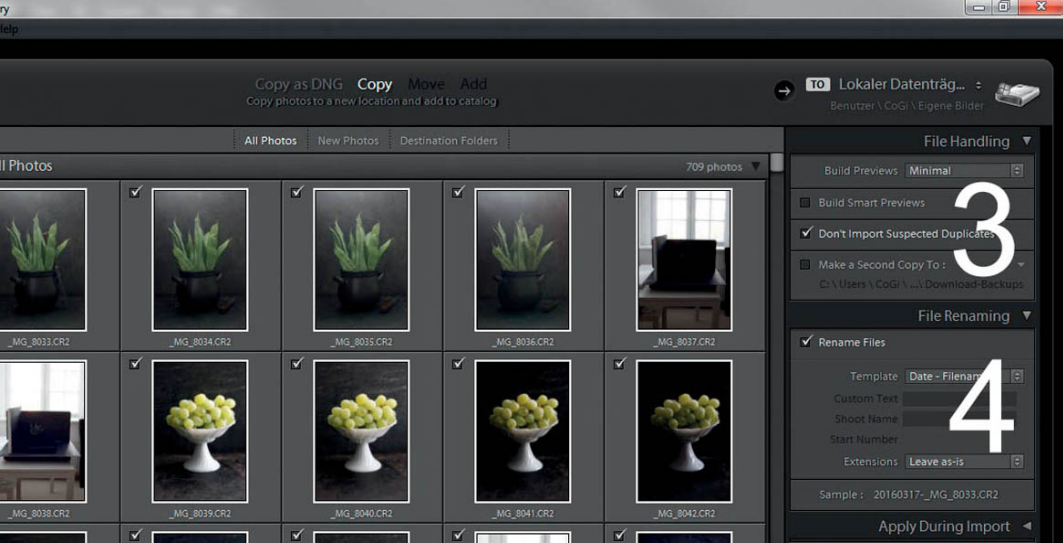 ry
Help
Copy as DNG Copy Move Add
Copy photos to a new location and add to catalog
TO Lokaler Datenträg...
Benutzer \ CoGi \ Eigene Bilder
All Photos New Photos Destination Folders
ll Photos
709 photos
_MG_8033.CR2
_MG_8034.CR2
_MG_8035.CR2
_MG_8036.CR2
_MG_8037.CR2
_MG_8038.CR2
_MG_8039.CR2
_MG_8040.CR2
_MG_8041.CR2
_MG_8042.CR2
File Handling
Build Previews Minimal
Build Smart Previews
3
Don't Import Suspected Duplicates
Make a Second Copy To :
C: \ Users \ CoGi \ ...\ Download-Backups
File Renaming
Rename Files
Template Date - Filenam
4
Custom Text
Shoot Name
Start Number
Extensions Leave as-is
Sample : 20160317-_MG_8033.CR2
Apply During Import